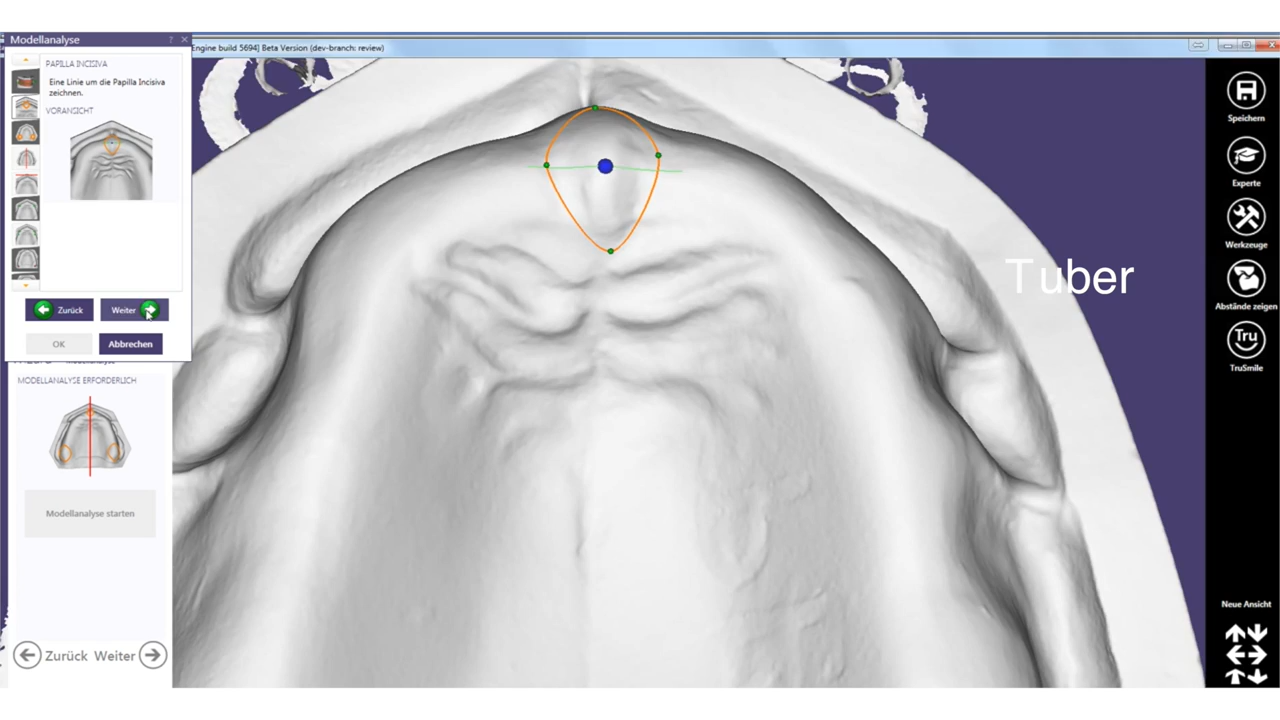 Modellanalyse
Engine build 5694] Beta Version (dev-branch: review)
PAPILLA INCISIVA
Eine Linie um die Papilla Incisiva
zeichnen.
VORANSICHT
Zurück
Weiter
OK
Abbrechen
MODELLANALYSE ERFORDERLICH
Modellanalyse starten
Zurück Weiter
Tuber
Speichern
Experte
Werkzeuge
Abstände zeigen
Tru
TruSmile
Neue Ansicht